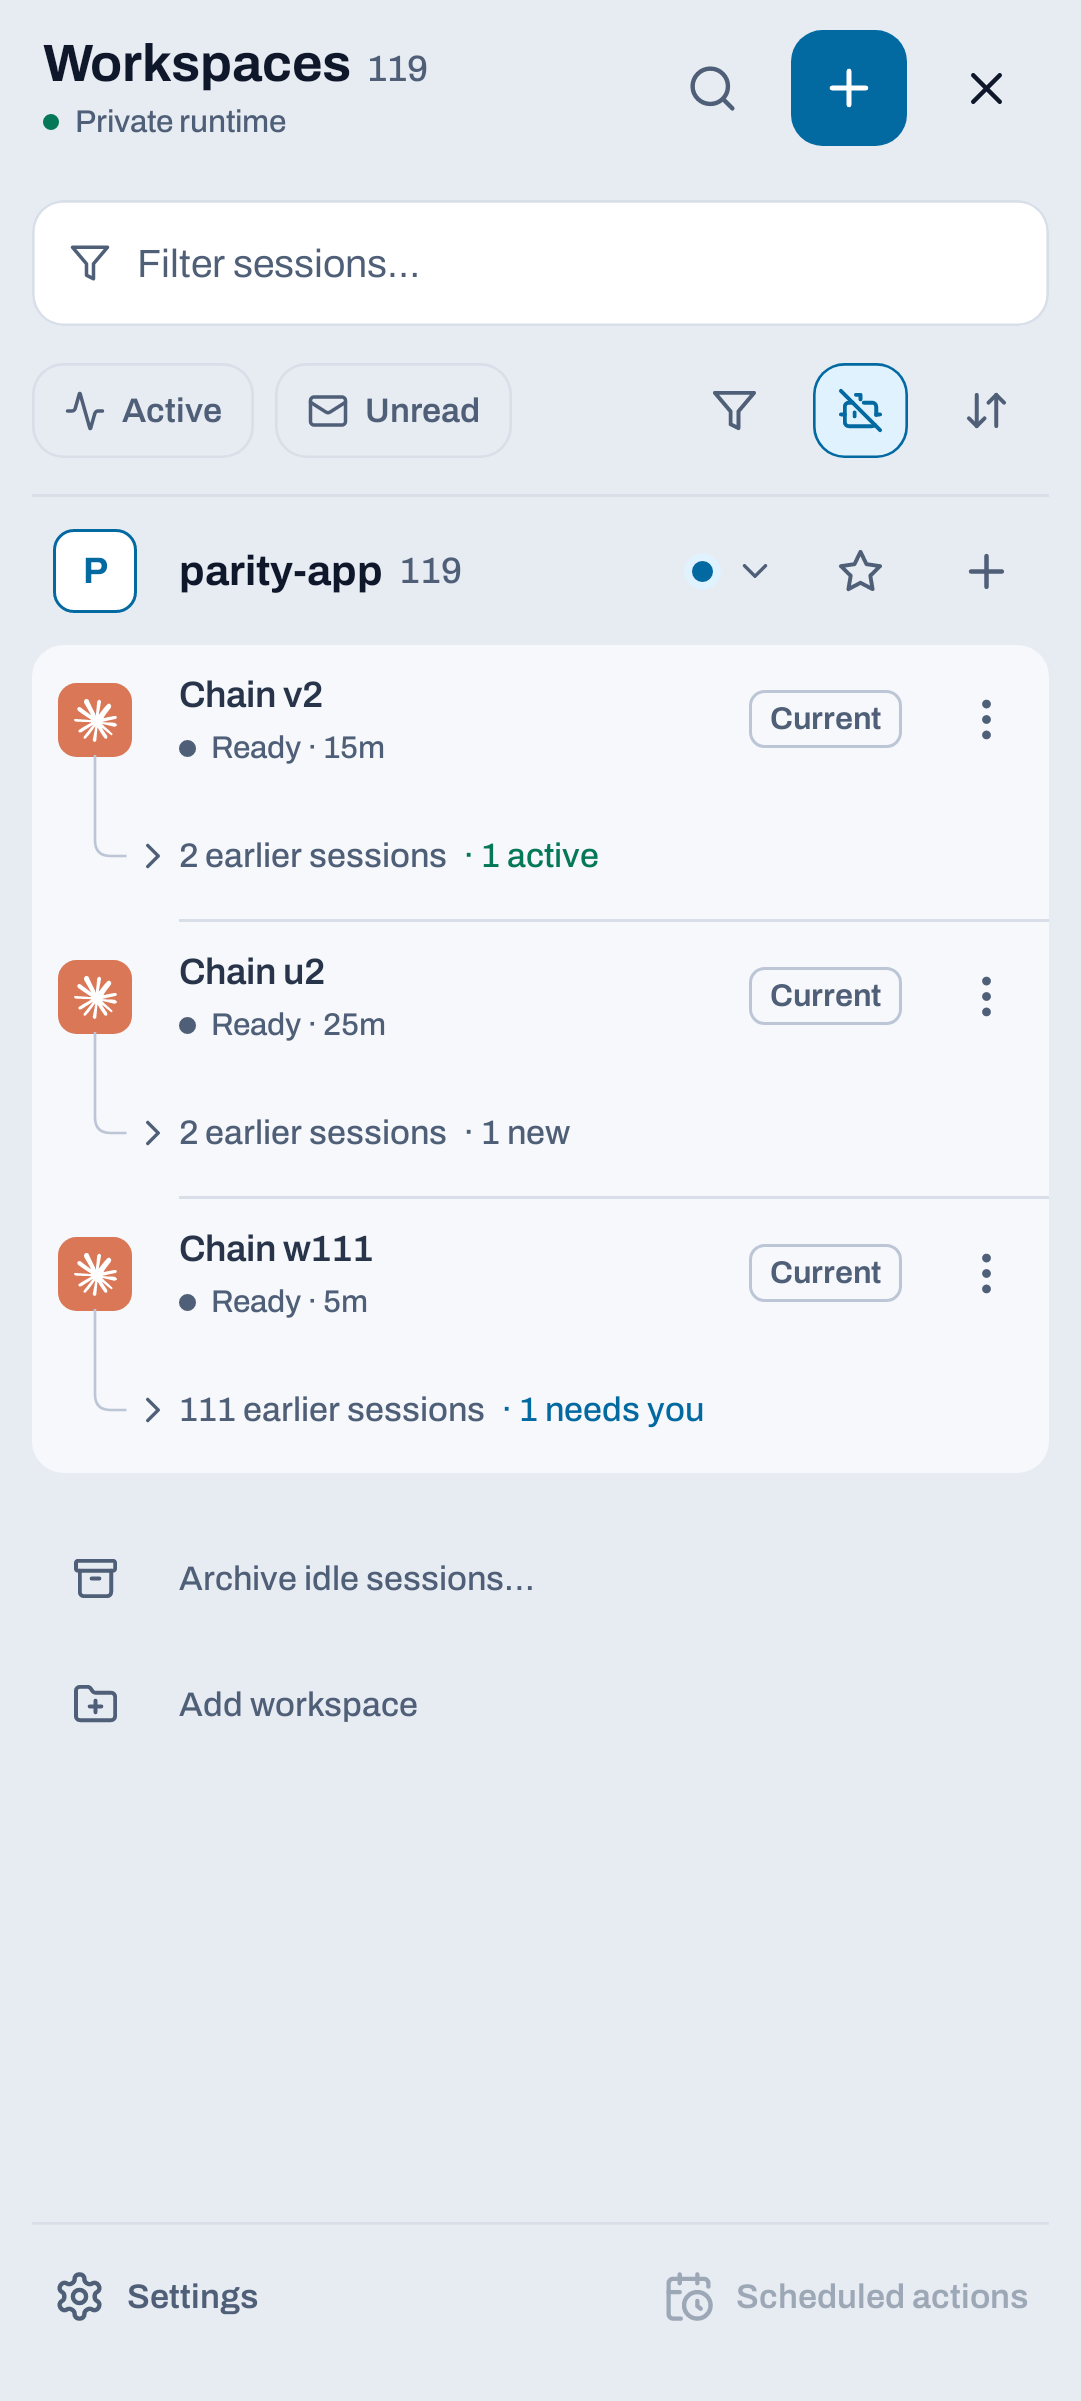 Workspaces 119
Private runtime
Filter sessions...
Active
Unread
P
parity-app 119
Chain v2
Ready · 15m
Current
2 earlier sessions · 1 active
Chain u2
Ready · 25m
Current
2 earlier sessions · 1 new
Chain w111
Ready · 5m
Current
111 earlier sessions · 1 needs you
Archive idle sessions...
Add workspace
Settings
Scheduled actions